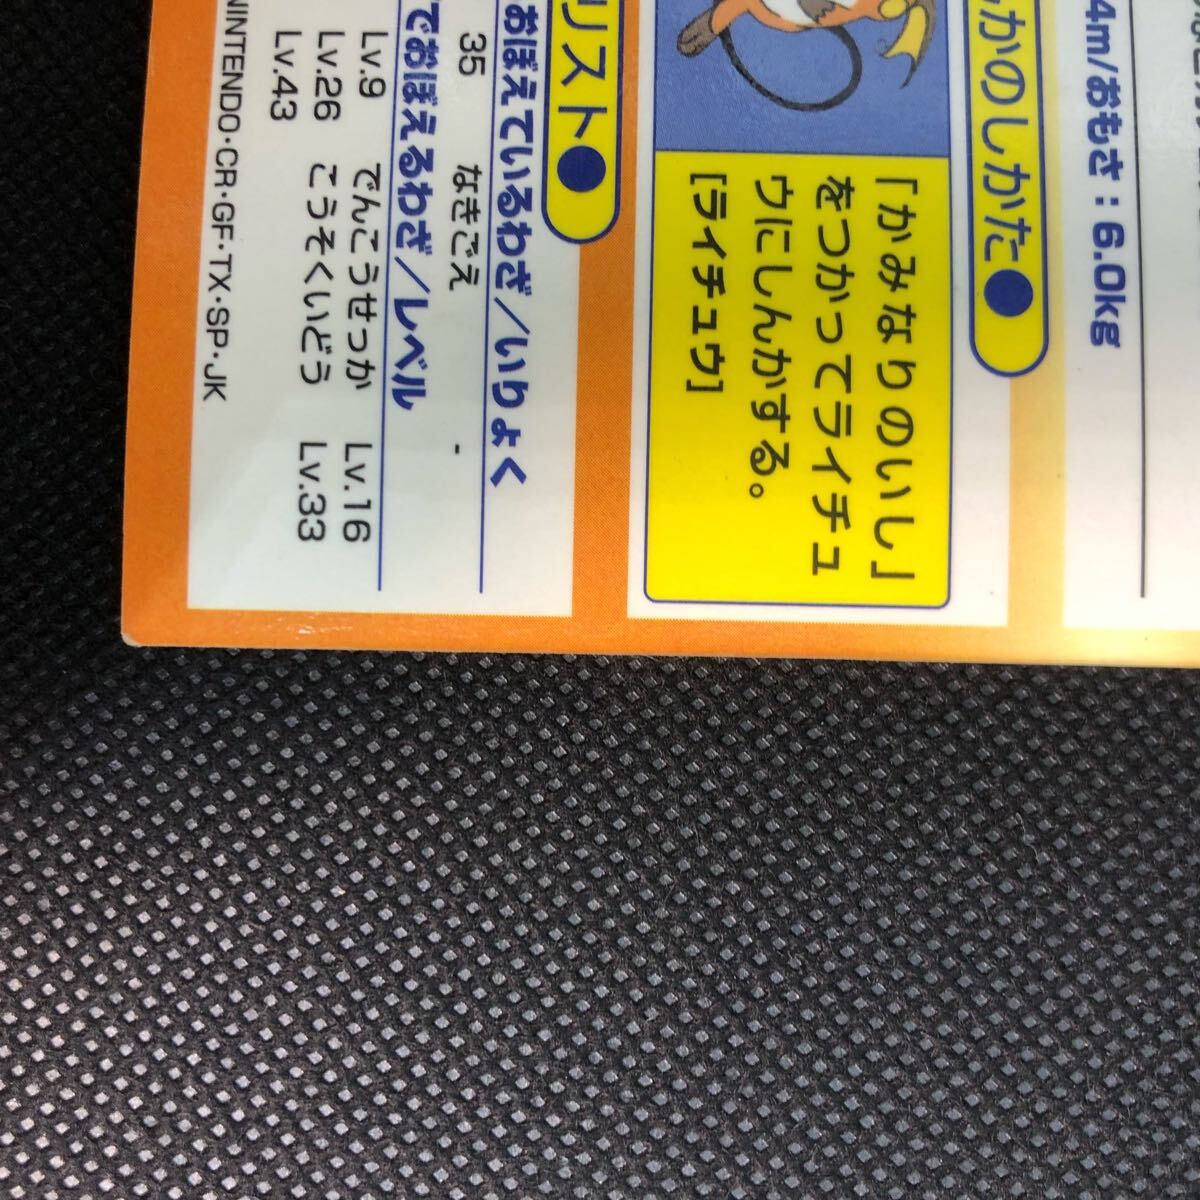 4m/おもさ：6.0kg
かのしかた●
「かみなりのいし」
をつかってライチュ
ウにしんかする。
[ライチュウ]
リスト●
おぼえているわざ/いりょく
35 なきごえ -
でおぼえるわざ/レベル
Lv.9 でんこうせっか Lv.16
Lv.26 こうそくいどう Lv.33
Lv.43
NINTENDO・CR・GF・TX・SP・JK